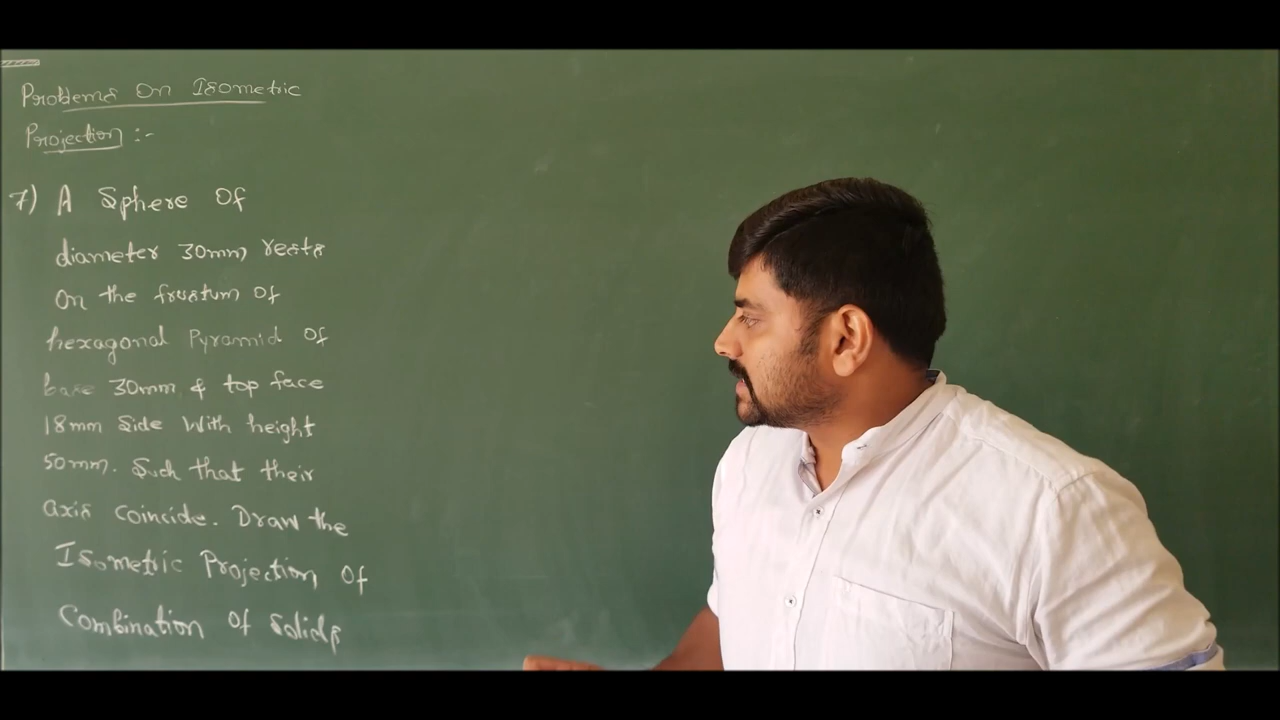 Problems On Isometric
Projection :-
7) A Sphere Of
diameter 30mm rests
On the frustum Of
hexagonal Pyramid Of
base 30mm & top face
18mm Side With height
50mm. Such that their
axis Coincide. Draw the
Isometric Projection Of
Combination Of Solids